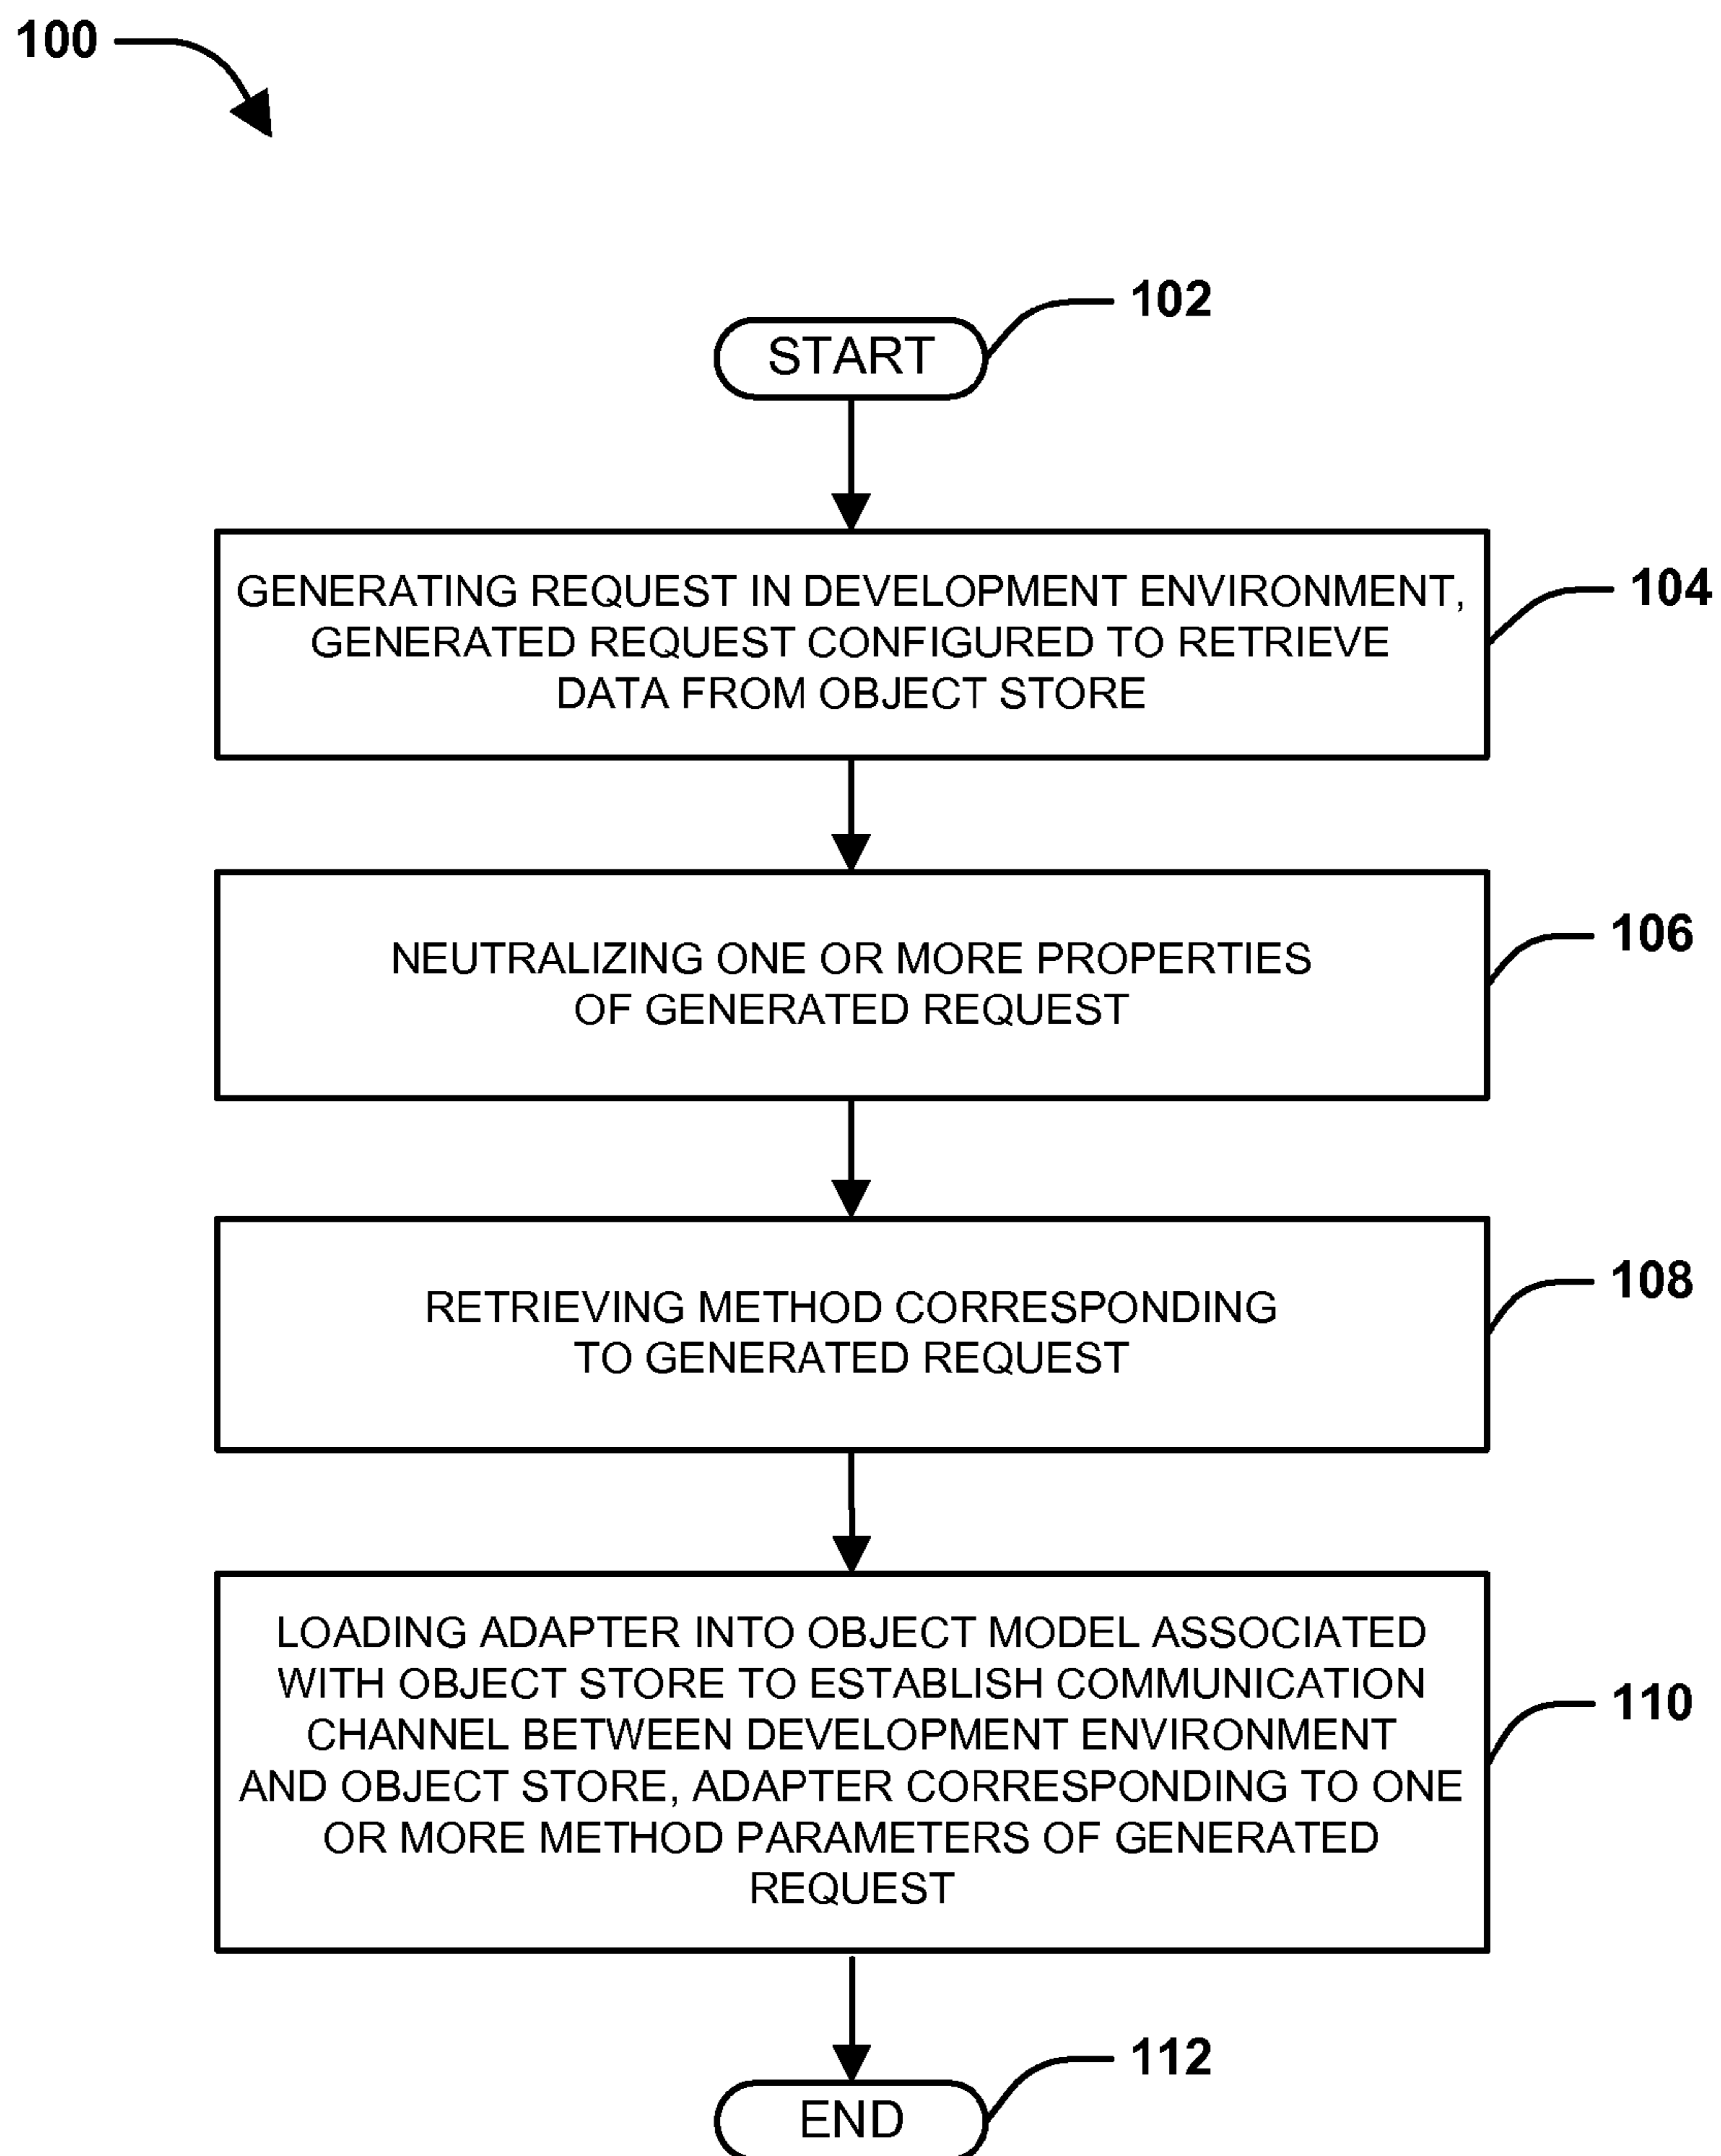 100
102
START
GENERATING REQUEST IN DEVELOPMENT ENVIRONMENT,
GENERATED REQUEST CONFIGURED TO RETRIEVE
DATA FROM OBJECT STORE
104
NEUTRALIZING ONE OR MORE PROPERTIES
OF GENERATED REQUEST
106
RETRIEVING METHOD CORRESPONDING
TO GENERATED REQUEST
108
LOADING ADAPTER INTO OBJECT MODEL ASSOCIATED
WITH OBJECT STORE TO ESTABLISH COMMUNICATION
CHANNEL BETWEEN DEVELOPMENT ENVIRONMENT
AND OBJECT STORE, ADAPTER CORRESPONDING TO ONE
OR MORE METHOD PARAMETERS OF GENERATED
REQUEST
110
112
END